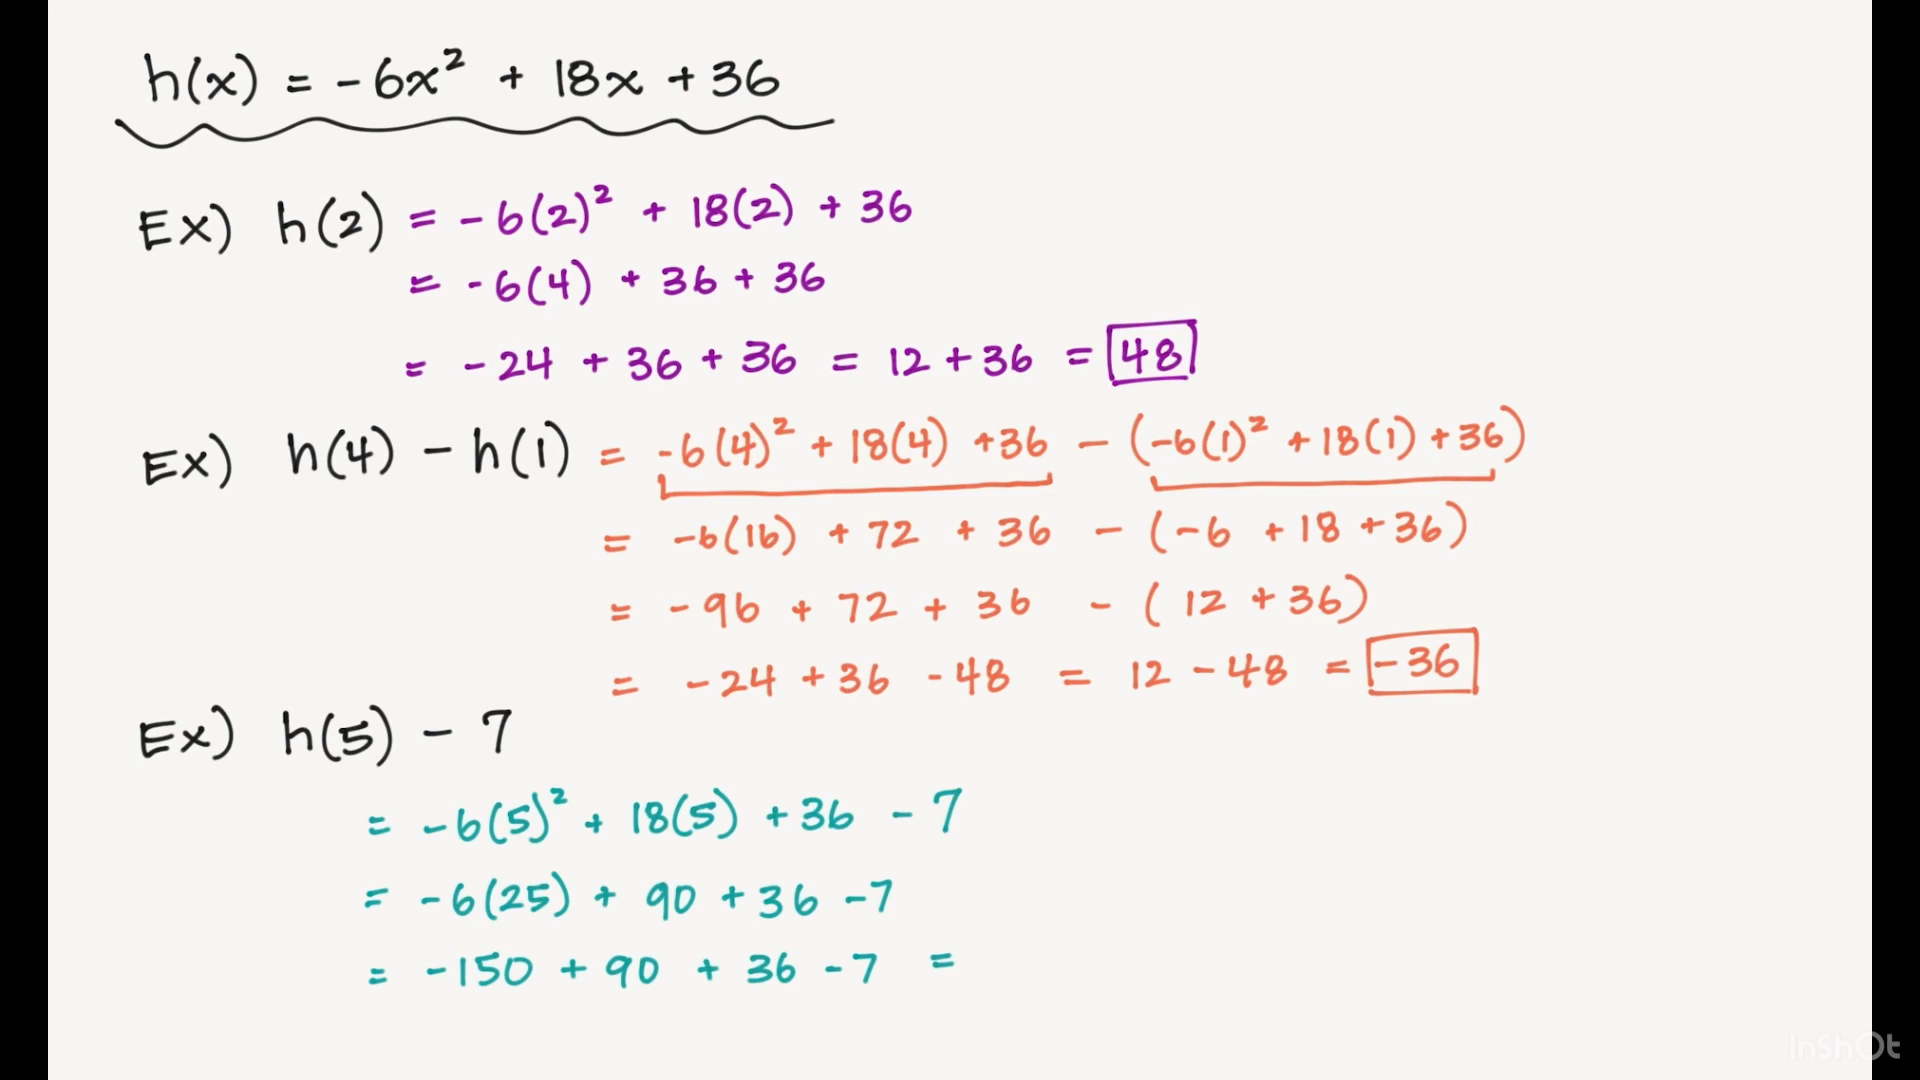 h(x) = -6x² + 18x + 36
Ex) h(2) = -6(2)² + 18(2) + 36
= -6(4) + 36 + 36
= -24 + 36 + 36 = 12 + 36 = 48
Ex) h(4) - h(1) = -6(4)² + 18(4) + 36 - (-6(1)² + 18(1) + 36)
= -6(16) + 72 + 36 - (-6 + 18 + 36)
= -96 + 72 + 36 - (12 + 36)
= -24 + 36 - 48 = 12 - 48 = -36
Ex) h(5) - 7
= -6(5)² + 18(5) + 36 - 7
= -6(25) + 90 + 36 - 7
= -150 + 90 + 36 - 7 =
InShOt